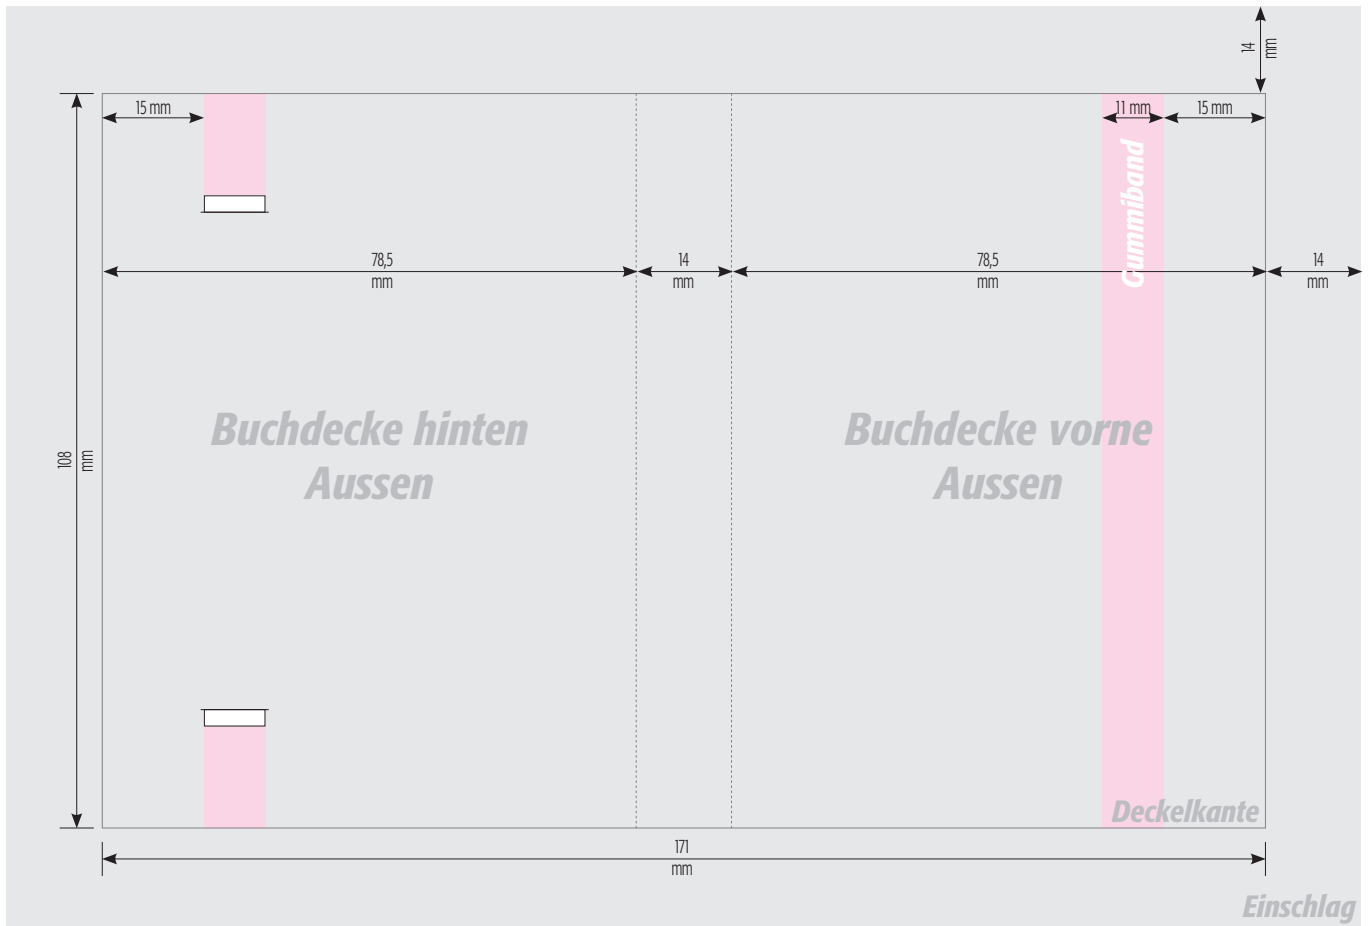 14
mm
15 mm
11 mm
15 mm
Gummiband
78,5
mm
14
mm
78,5
mm
14
mm
Buchdecke hinten
Aussen
Buchdecke vorne
Aussen
108
mm
Deckelkante
171
mm
Einschlag